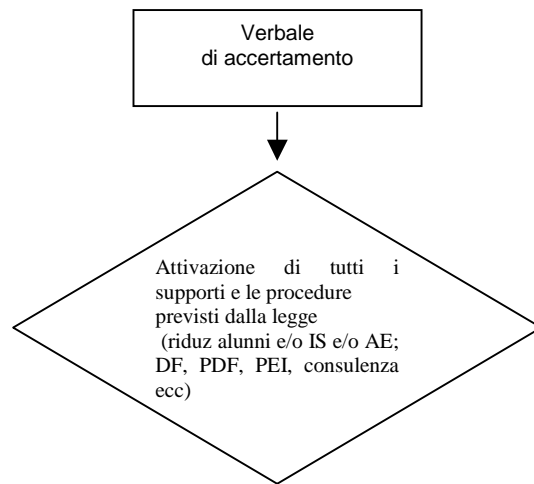 Verbale
di accertamento
Attivazione di tutti i
supporti e le procedure
previsti dalla legge
(riduz alunni e/o IS e/o AE;
DF, PDF, PEI, consulenza
ecc)